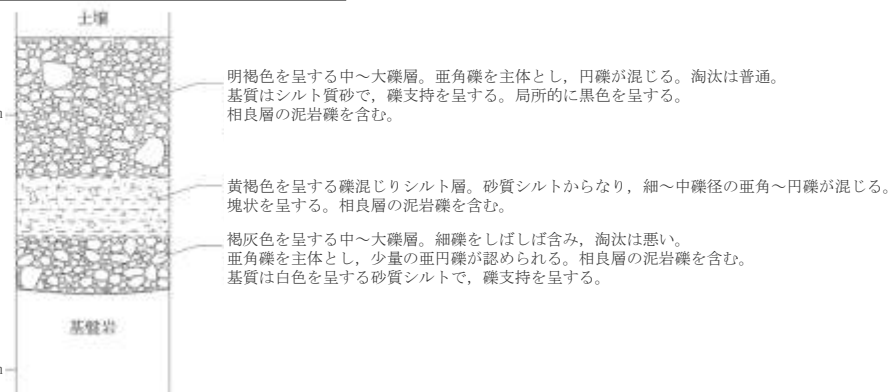 土壌
明褐色を呈する中～大礫層。亜角礫を主体とし，円礫が混じる。淘汰は普通。
基質はシルト質砂で，礫支持を呈する。局所的に黒色を呈する。
相良層の泥岩礫を含む。
黄褐色を呈する礫混じりシルト層。砂質シルトからなり，細～中礫径の亜角～円礫が混じる。
塊状を呈する。相良層の泥岩礫を含む。
褐灰色を呈する中～大礫層。細礫をしばしば含み，淘汰は悪い。
亜角礫を主体とし，少量の亜円礫が認められる。相良層の泥岩礫を含む。
基質は白色を呈する砂質シルトで，礫支持を呈する。
基盤岩